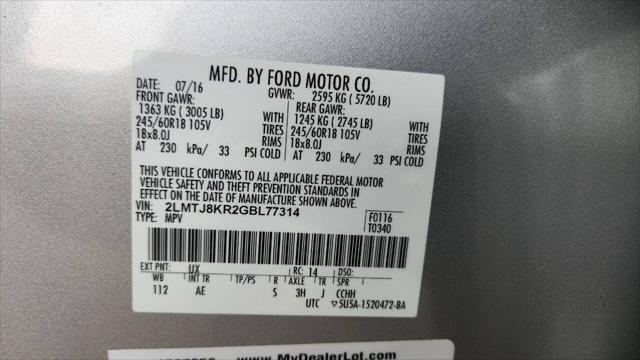 MFD. BY FORD MOTOR CO.
DATE: 07/16 GVWR: 2595 KG ( 5720 LB)
FRONT GAWR: REAR GAWR:
1363 KG ( 3005 LB) WITH 1245 KG ( 2745 LB) WITH
245/60R18 105V TIRES 245/60R18 105V TIRES
18x8.0J RIMS 18x8.0J RIMS
AT 230 kPa/ 33 PSI COLD AT 230 kPa/ 33 PSI COLD
THIS VEHICLE CONFORMS TO ALL APPLICABLE FEDERAL MOTOR
VEHICLE SAFETY AND THEFT PREVENTION STANDARDS IN
EFFECT ON THE DATE OF MANUFACTURE SHOWN ABOVE.
VIN: 2LMTJ8KR2GBL77314 F0116
TYPE: MPV T0340
EXT PNT: UX RC: 14 DSO:
WB INT TR TP/PS R AXLE TR SPR
112 AE S 3H J CCHH
UTC 5U5A-1520472-BA
www.MyDealerLot.com